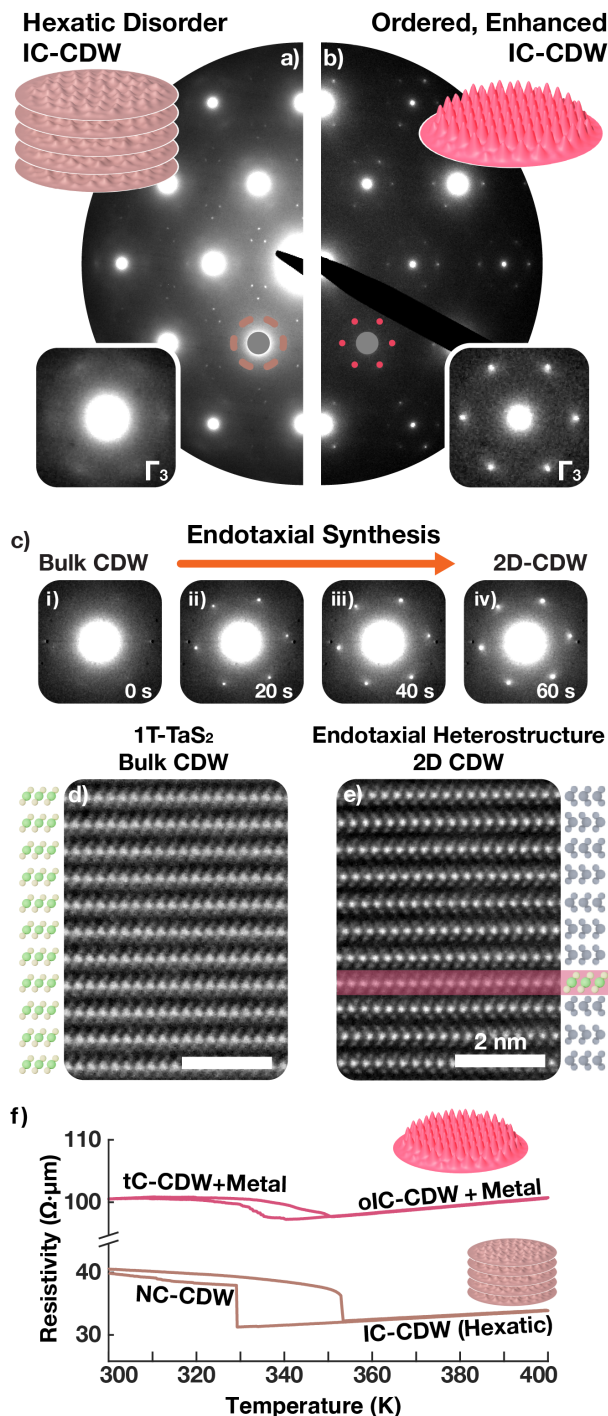 Hexatic Disorder
IC-CDW
a)
b)
Ordered, Enhanced
IC-CDW
Γ₃
Γ₃
c)
Endotaxial Synthesis
Bulk CDW
2D-CDW
i)
0 s
ii)
20 s
iii)
40 s
iv)
60 s
1T-TaS₂
Bulk CDW
Endotaxial Heterostructure
2D CDW
d)
e)
2 nm
f)
Resistivity (Ω·μm)
110
100
40
30
tC-CDW+Metal
oIC-CDW + Metal
NC-CDW
IC-CDW (Hexatic)
300
320
340
360
380
400
Temperature (K)